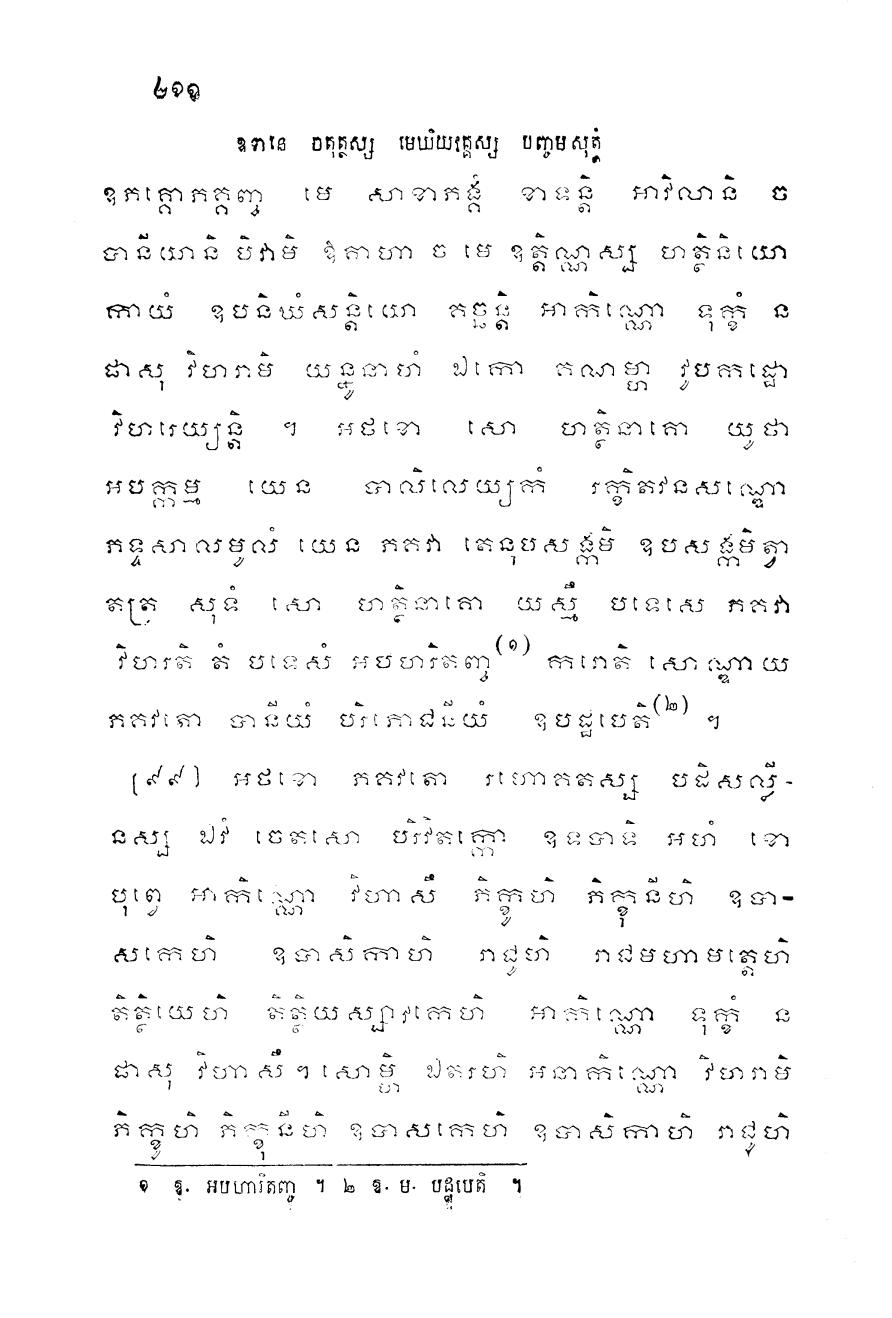 ២១១
ឧទានេ ចតុត្ថស្ស មេឃិយវគ្គស្ស បញ្ចមសុត្តំ
ឧភគ្គោភគ្គញ្ច មេ សាខាភង្គំ ខាទន្តិ អាវិលានិ ច
បានីយានិ បិវាមិ ឱគាហា ច មេ ឧត្តិណ្ណស្ស ហត្ថិនិយោ
កាយំ ឧបនិឃំសន្តិយោ គច្ឆន្តិ អាកិណ្ណោ ទុក្ខំ ន
ផាសុ វិហរាមិ យន្នូនាហំ ឯកោ គណម្ហា វូបកដ្ឋោ
វិហរេយ្យន្តិ ។ អថខោ សោ ហត្ថិនាគោ យូថា
អបក្កម្ម យេន បាលិលេយ្យកំ រក្ខិតវនសណ្ឌោ
ភទ្ទសាលមូលំ យេន ភគវា តេនុបសង្កមិ ឧបសង្កមិត្វា
តត្រ សុទំ សោ ហត្ថិនាគោ យស្មឹ បទេសេ ភគវា
វិហរតិ តំ បទេសំ អបហរិតញ្ច(១) ករោតិ សោណ្ឌាយ
ភគវតោ បានីយំ បរិភោជនីយំ ឧបដ្ឋបេតិ(២) ។
[៩៩] អថខោ ភគវតោ រហោគតស្ស បដិសល្លី-
នស្ស ឯវំ ចេតសោ បរិវិតក្កោ ឧទបាទិ អហំ ខោ
បុព្វេ អាកិណ្ណោ វិហាសឹ ភិក្ខូហិ ភិក្ខុនីហិ ឧបា-
សកេហិ ឧបាសិកាហិ រាជូហិ រាជមហាមត្តេហិ
តិត្ថិយេហិ តិត្ថិយស្សាវកេហិ អាកិណ្ណោ ទុក្ខំ ន
ផាសុ វិហាសឹ។ សោម្ហិ ឯតរហិ អនាកិណ្ណោ វិហរាមិ
ភិក្ខូហិ ភិក្ខុនីហិ ឧបាសកេហិ ឧបាសិកាហិ រាជូហិ
១ ឱ. អបហារិតញ្ច ។ ២ ឱ. ម. បដ្ឋបេតិ ។